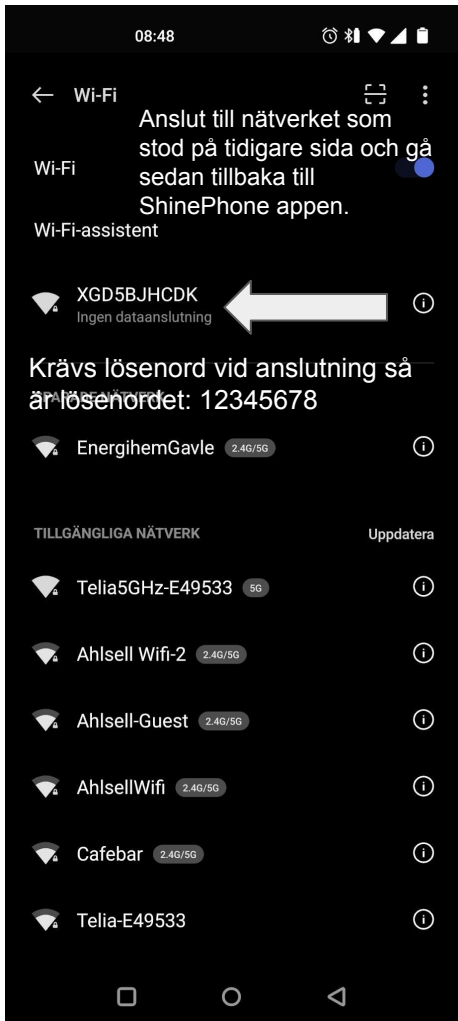 08:48
Wi-Fi
Anslut till nätverket som
stod på tidigare sida och gå
sedan tillbaka till
ShinePhone appen.
Wi-Fi
Wi-Fi-assistent
XGD5BJHCDK
Ingen dataanslutning
Krävs lösenord vid anslutning så
är lösenordet: 12345678
SPARADE NÄTVERK
EnergihemGavle 2.4G/5G
TILLGÄNGLIGA NÄTVERK Uppdatera
Telia5GHz-E49533 5G
Ahlsell Wifi-2 2.4G/5G
Ahlsell-Guest 2.4G/5G
AhlsellWifi 2.4G/5G
Cafebar 2.4G/5G
Telia-E49533